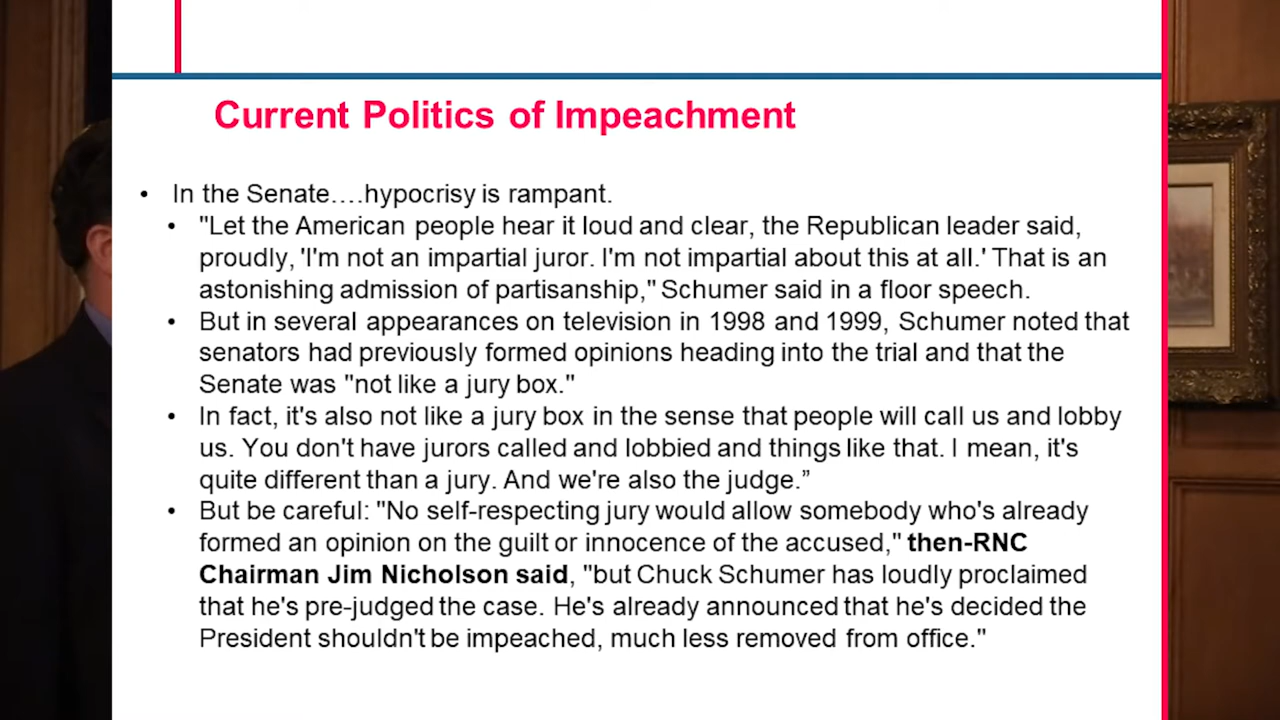 Current Politics of Impeachment
• In the Senate….hypocrisy is rampant.
• "Let the American people hear it loud and clear, the Republican leader said,
proudly, 'I'm not an impartial juror. I'm not impartial about this at all.' That is an
astonishing admission of partisanship," Schumer said in a floor speech.
• But in several appearances on television in 1998 and 1999, Schumer noted that
senators had previously formed opinions heading into the trial and that the
Senate was "not like a jury box."
• In fact, it's also not like a jury box in the sense that people will call us and lobby
us. You don't have jurors called and lobbied and things like that. I mean, it's
quite different than a jury. And we're also the judge.”
• But be careful: "No self-respecting jury would allow somebody who's already
formed an opinion on the guilt or innocence of the accused," then-RNC
Chairman Jim Nicholson said, "but Chuck Schumer has loudly proclaimed
that he's pre-judged the case. He's already announced that he's decided the
President shouldn't be impeached, much less removed from office."